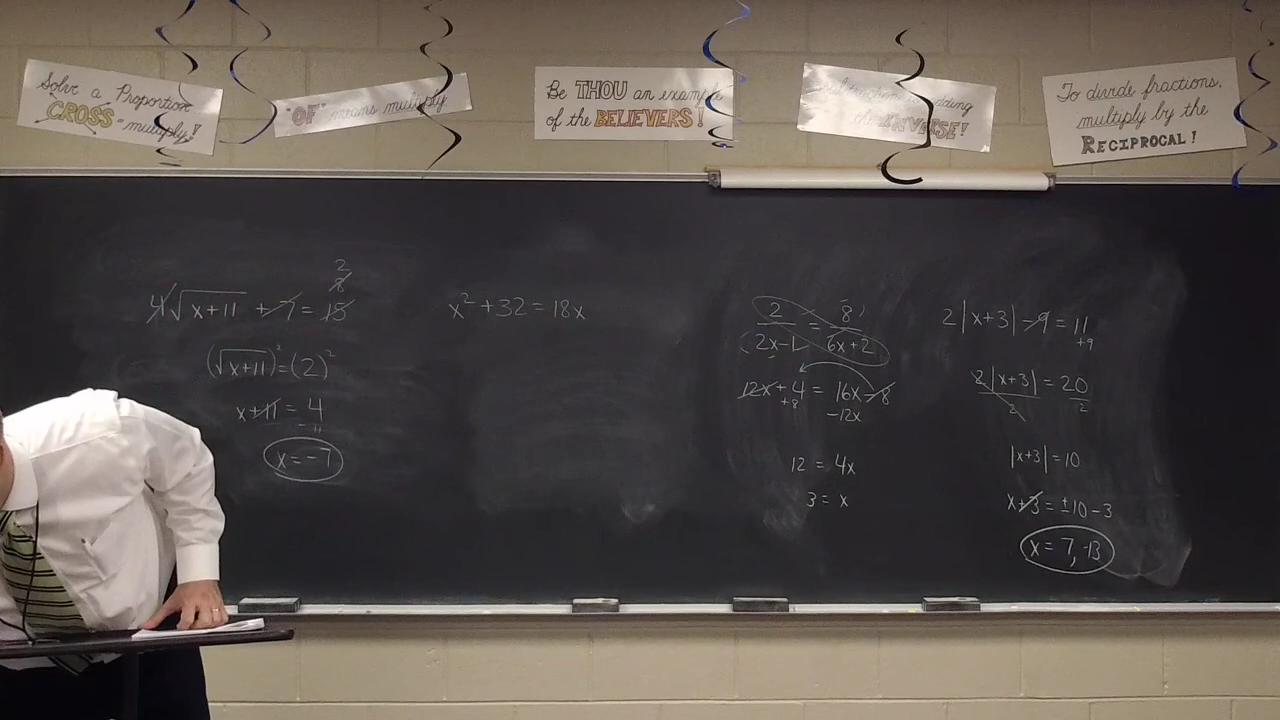 Solve a Proportion
CROSS-multiply!
"OF" means multiply
Be THOU an example
of the BELIEVERS!
the INVERSE!
To divide fractions,
multiply by the
RECIPROCAL!
2
8
4√x+11 + 7 = 15
(√x+11)² = (2)²
x+11 = 4
-11
x = -7
x² + 32 = 18x
2/2x-1 = 8/6x+2
12x+4 = 16x-8
+8 -12x
12 = 4x
3 = x
2|x+3| - 9 = 11
+9
2|x+3| = 20
2 2
|x+3| = 10
x+3 = ±10-3
x = 7, -13